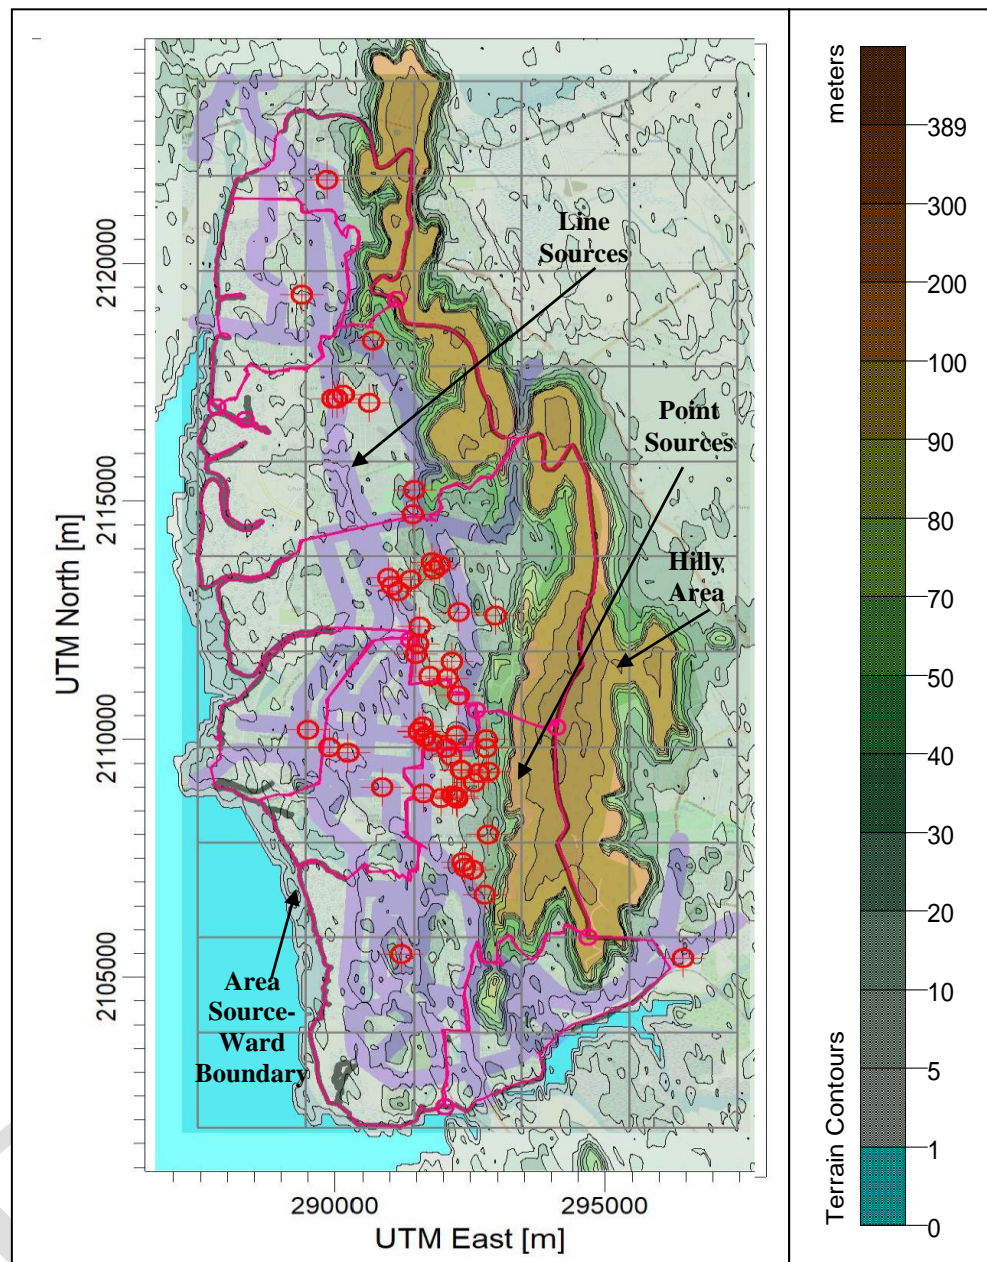 Line
Sources
Point
Sources
Hilly
Area
Area
Source-
Ward
Boundary
2120000
2115000
2110000
2105000
UTM North [m]
290000
295000
UTM East [m]
meters
389
300
200
100
90
80
70
50
40
30
20
10
5
1
0
Terrain Contours